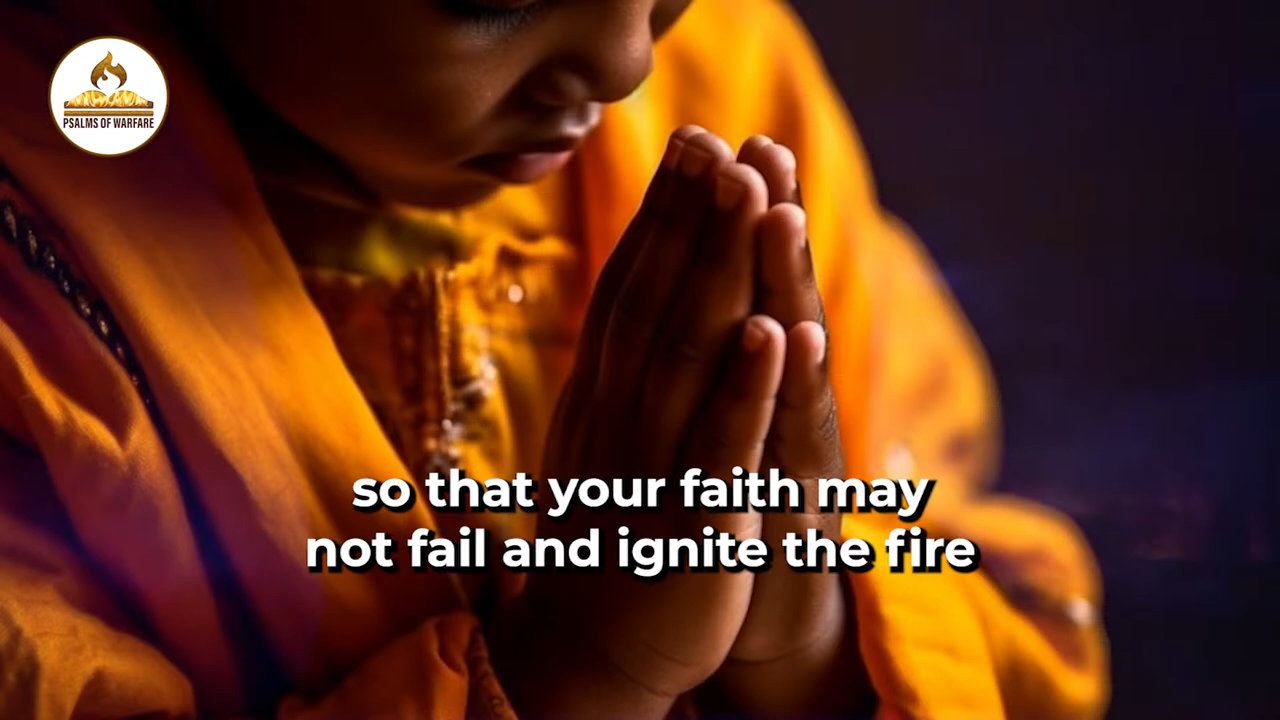 PSALMS OF WARFARE
so that your faith may
not fail and ignite the fire